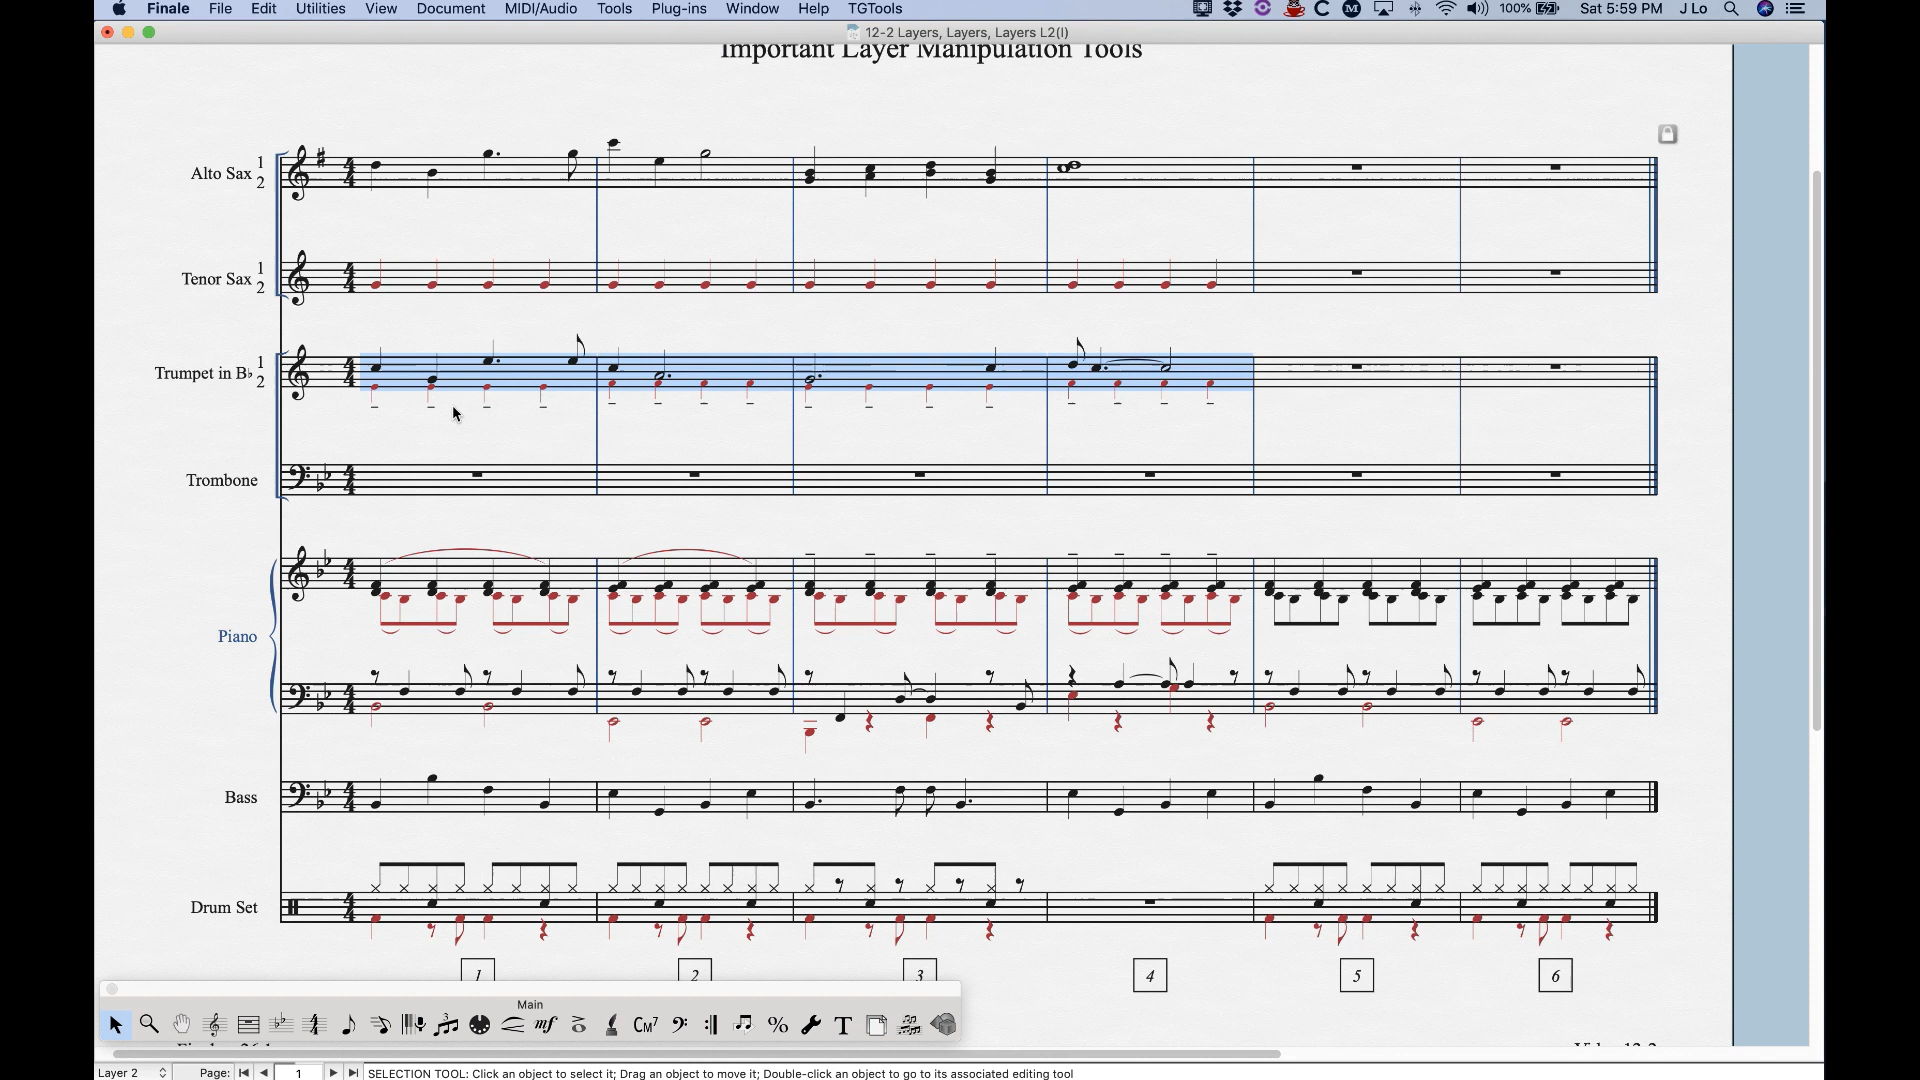 Finale File Edit Utilities View Document MIDI/Audio Tools Plug-ins Window Help TGTools 100% Sat 5:59 PM J Lo
12-2 Layers, Layers, Layers L2(I)
Important Layer Manipulation Tools
Alto Sax 1 2
Tenor Sax 1 2
Trumpet in B♭ 1 2
Trombone
Piano
Bass
Drum Set
1 2 3 4 5 6
Main
mf CM7 % T
Layer 2 Page: 1 SELECTION TOOL: Click an object to select it; Drag an object to move it; Double-click an object to go to its associated editing tool